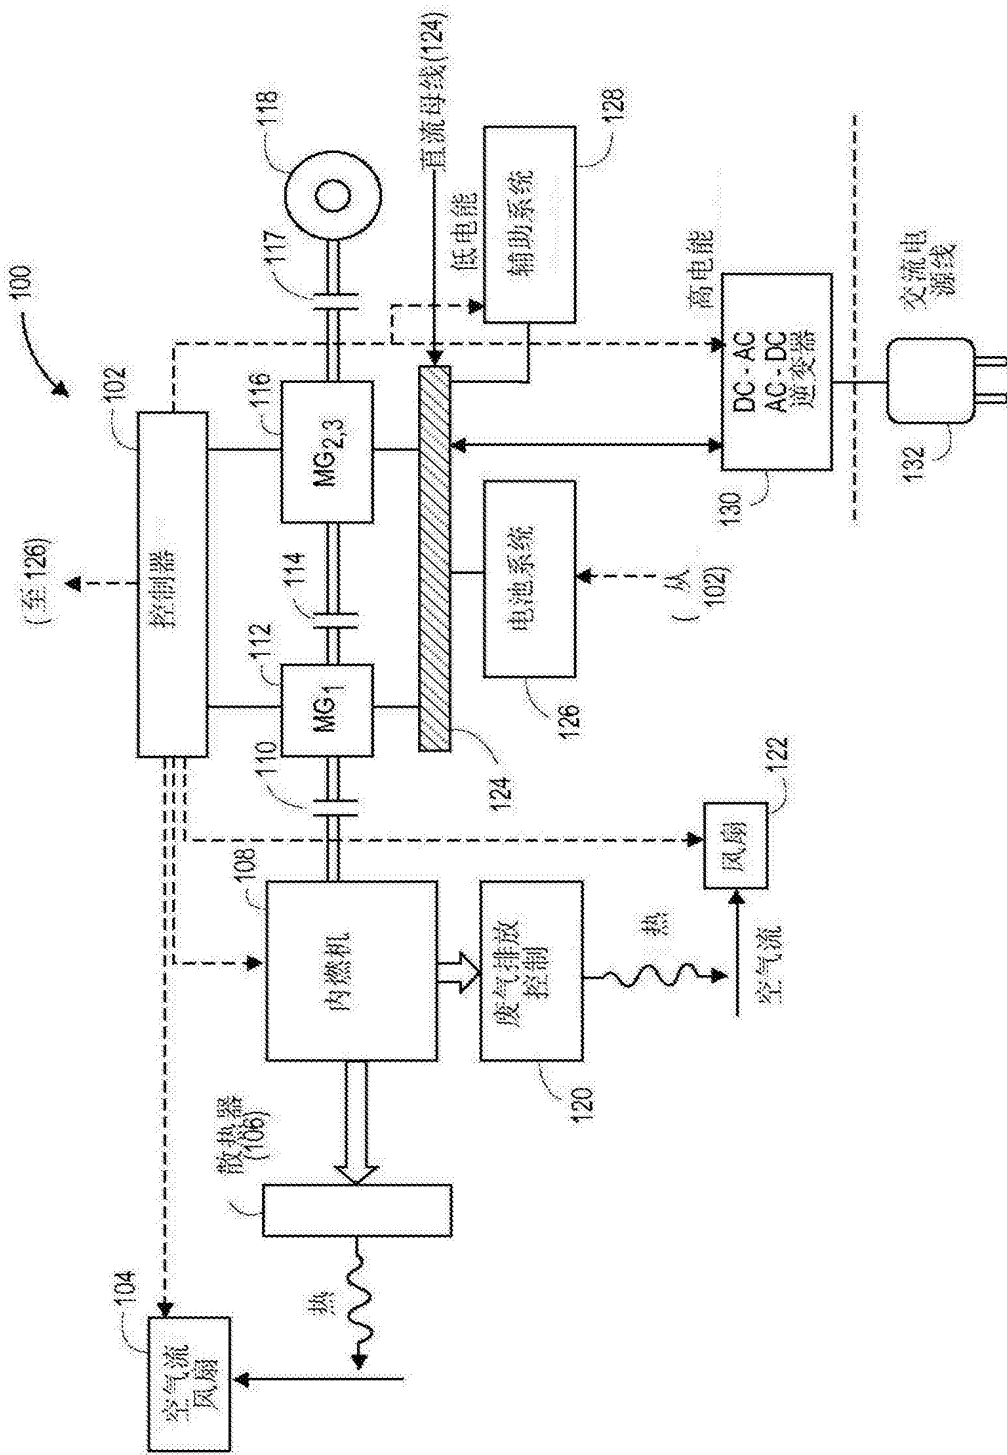 100
102
(至126)
控制器
104
空气流
风扇
热
散热器
(106)
108
内燃机
110
112
MG1
114
116
MG2,3
117
118
直流母线(124)
124
低电能
128
辅助系统
126
电池系统
(从
102)
120
废气排放
控制
热
空气流
122
风扇
高电能
130
DC - AC
AC - DC
逆变器
交流电
源线
132